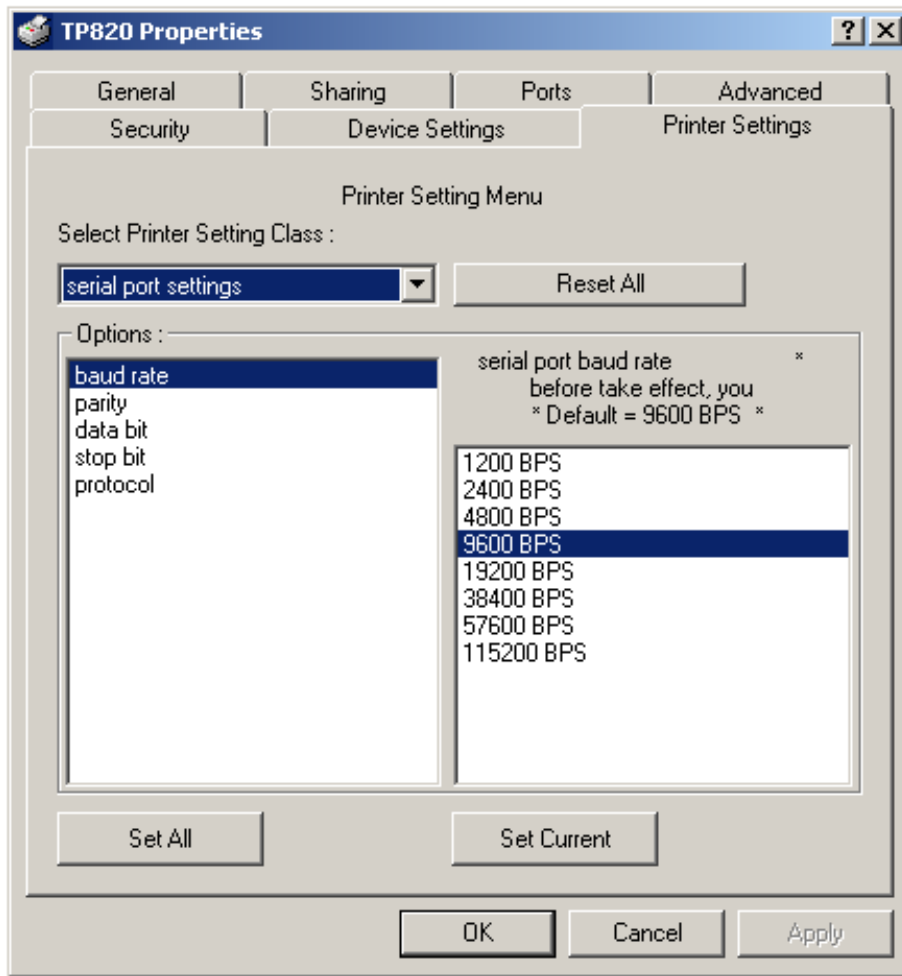 TP820 Properties
General Sharing Ports Advanced
Security Device Settings Printer Settings
Printer Setting Menu
Select Printer Setting Class :
serial port settings Reset All
Options :
baud rate
parity
data bit
stop bit
protocol
serial port baud rate *
before take effect, you
* Default = 9600 BPS *
1200 BPS
2400 BPS
4800 BPS
9600 BPS
19200 BPS
38400 BPS
57600 BPS
115200 BPS
Set All Set Current
OK Cancel Apply